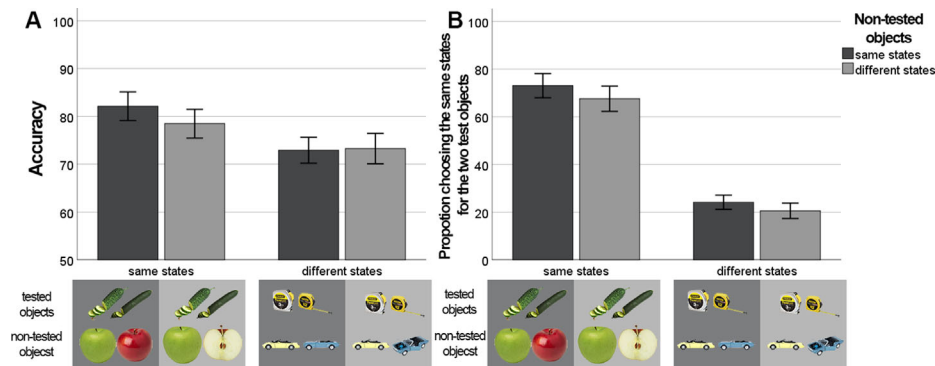 A
100
90
80
70
60
50
Accuracy
same states
different states
tested
objects
non-tested
objecst
B
100
80
60
40
20
0
Propotion choosing the same states
for the two test objects
same states
different states
tested
objects
non-tested
objecst
Non-tested
objects
same states
different states